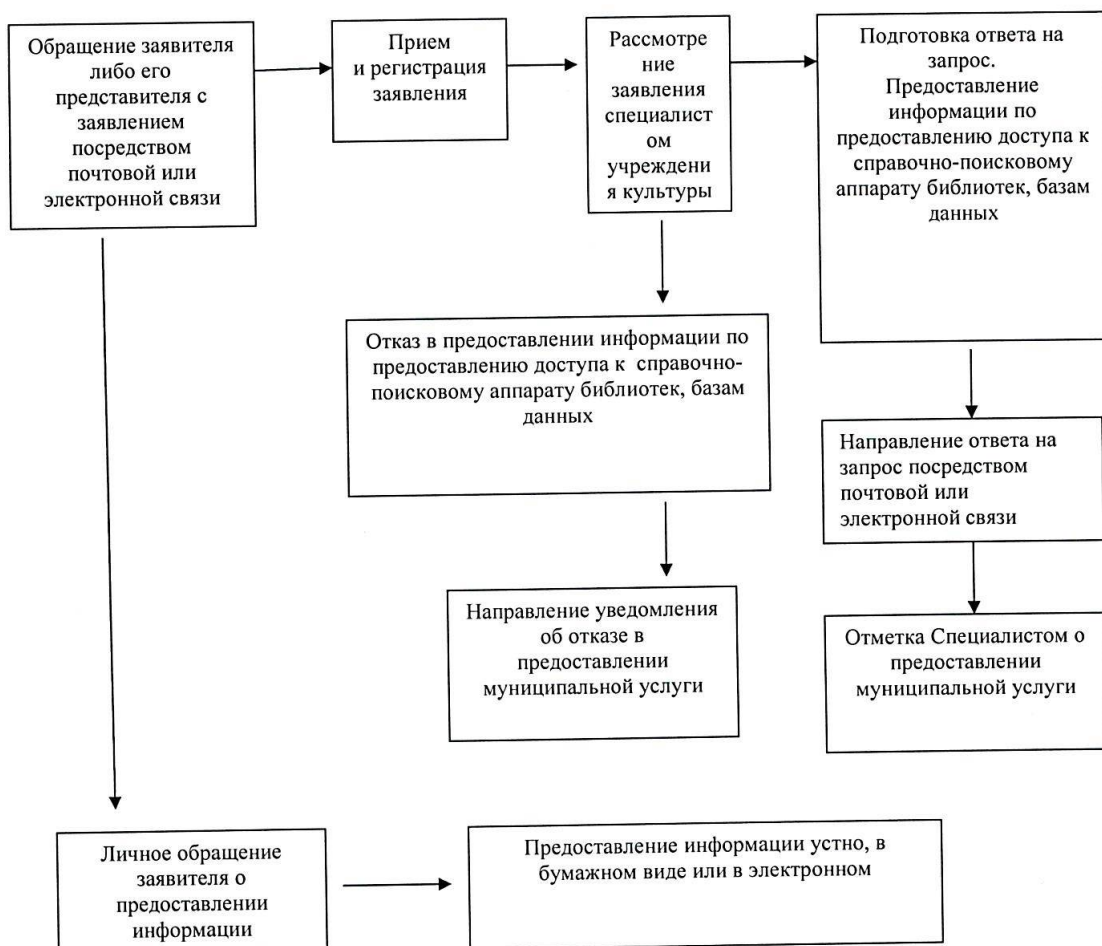 Обращение заявителя
либо его
представителя с
заявлением
посредством
почтовой или
электронной связи
Прием
и регистрация
заявления
Рассмотре
ние
заявления
специалист
ом
учреждени
я культуры
Подготовка ответа на
запрос.
Предоставление
информации по
предоставлению доступа к
справочно-поисковому
аппарату библиотек, базам
данных
Отказ в предоставлении информации по
предоставлению доступа к справочно-
поисковому аппарату библиотек, базам
данных
Направление ответа на
запрос посредством
почтовой или
электронной связи
Направление уведомления
об отказе в
предоставлении
муниципальной услуги
Отметка Специалистом о
предоставлении
муниципальной услуги
Личное обращение
заявителя о
предоставлении
информации
Предоставление информации устно, в
бумажном виде или в электронном